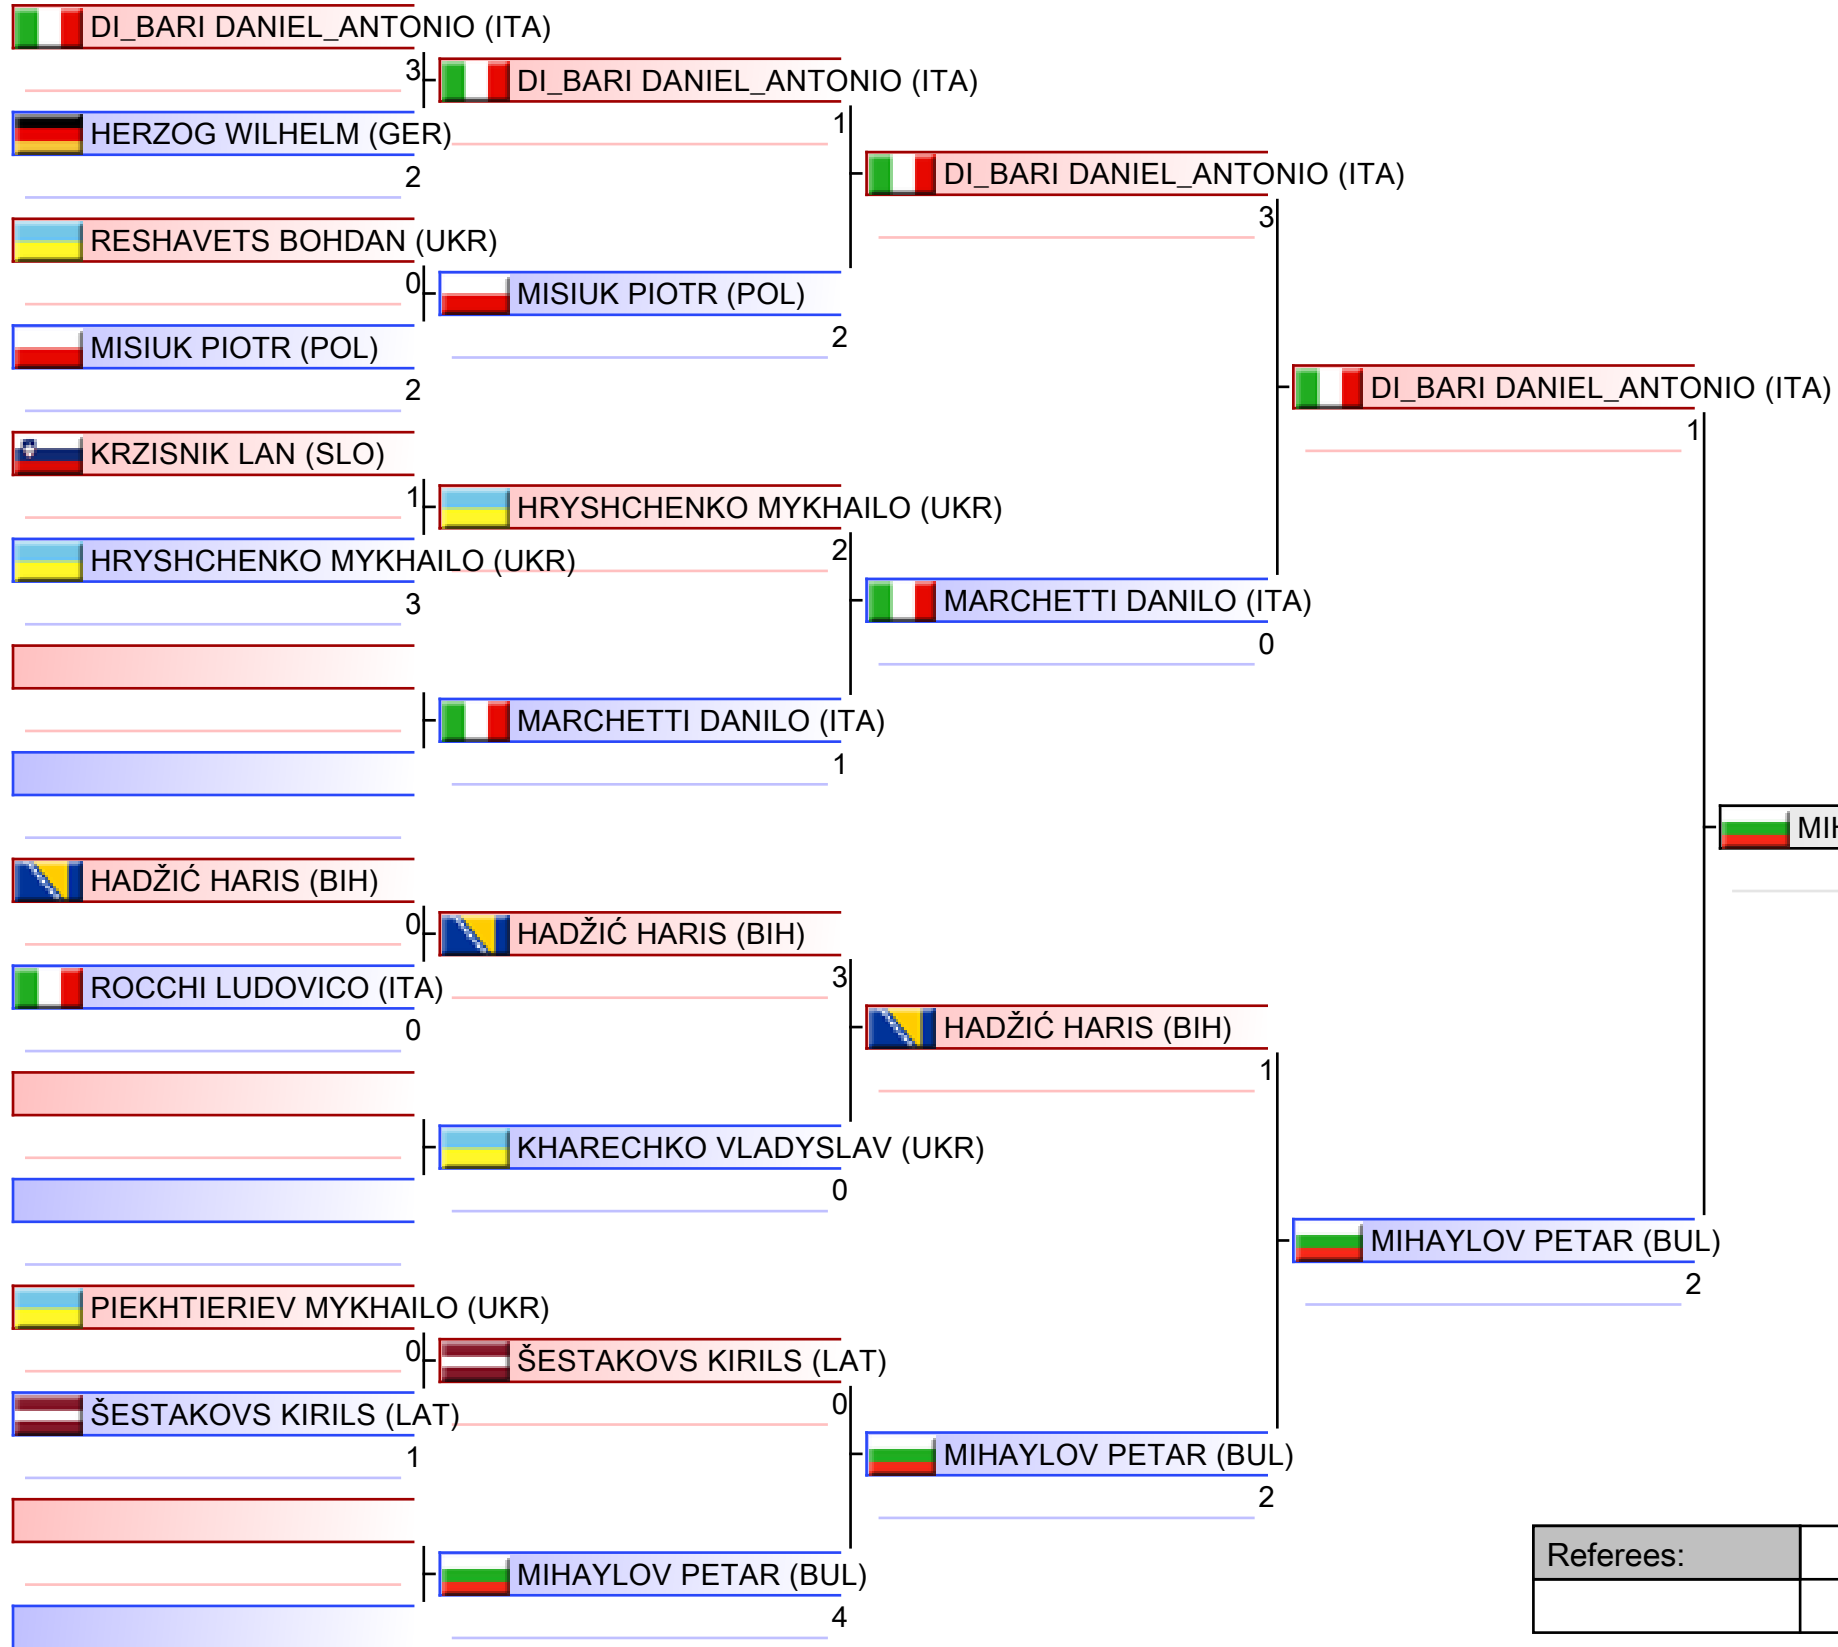 DI_BARI DANIEL_ANTONIO (ITA)
3
DI_BARI DANIEL_ANTONIO (ITA)
1
HERZOG WILHELM (GER)
2
DI_BARI DANIEL_ANTONIO (ITA)
3
RESHAVETS BOHDAN (UKR)
0
MISIUK PIOTR (POL)
2
MISIUK PIOTR (POL)
2
DI_BARI DANIEL_ANTONIO (ITA)
1
KRZISNIK LAN (SLO)
1
HRYSHCHENKO MYKHAILO (UKR)
2
HRYSHCHENKO MYKHAILO (UKR)
3
MARCHETTI DANILO (ITA)
0
MARCHETTI DANILO (ITA)
1
MIH
HADŽIĆ HARIS (BIH)
0
HADŽIĆ HARIS (BIH)
3
ROCCHI LUDOVICO (ITA)
0
HADŽIĆ HARIS (BIH)
1
KHARECHKO VLADYSLAV (UKR)
0
MIHAYLOV PETAR (BUL)
2
PIEKHTIERIEV MYKHAILO (UKR)
0
ŠESTAKOVS KIRILS (LAT)
0
ŠESTAKOVS KIRILS (LAT)
1
MIHAYLOV PETAR (BUL)
2
MIHAYLOV PETAR (BUL)
4
Referees: